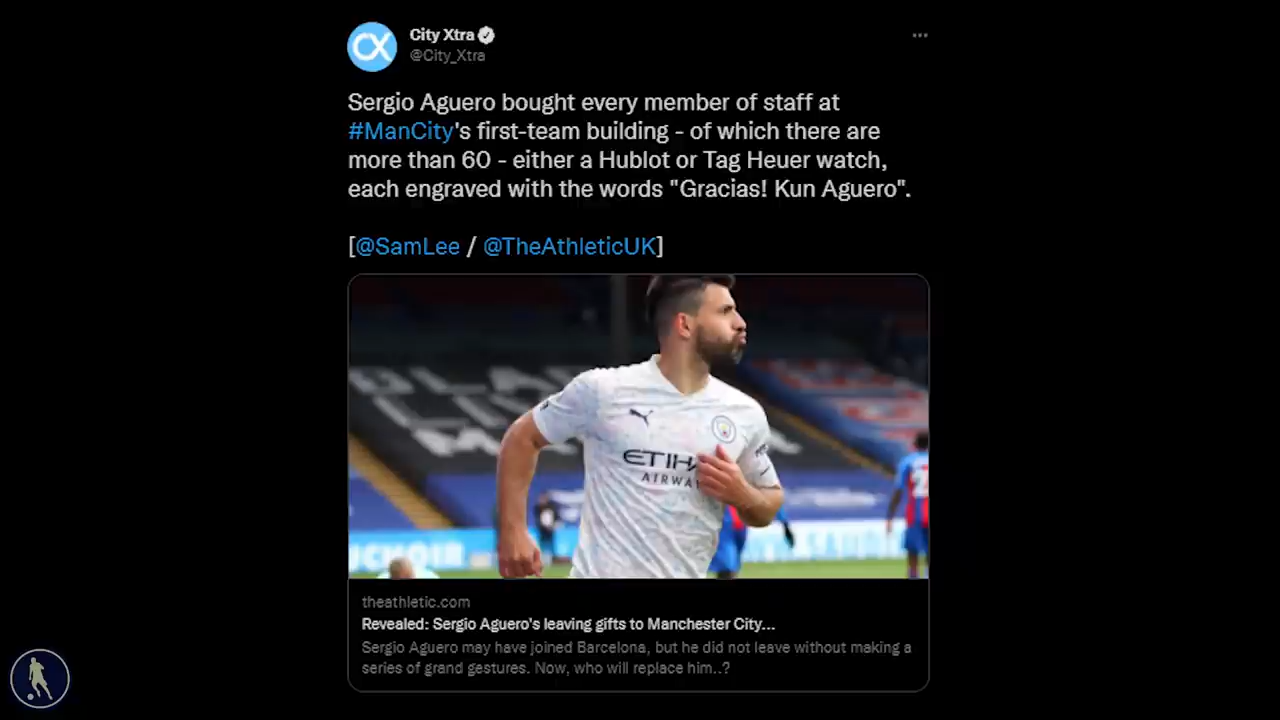 City Xtra
@City_Xtra
Sergio Aguero bought every member of staff at
#ManCity's first-team building - of which there are
more than 60 - either a Hublot or Tag Heuer watch,
each engraved with the words "Gracias! Kun Aguero".
[@SamLee / @TheAthleticUK]
ETIHA
AIRWA
theathletic.com
Revealed: Sergio Aguero's leaving gifts to Manchester City...
Sergio Aguero may have joined Barcelona, but he did not leave without making a
series of grand gestures. Now, who will replace him..?